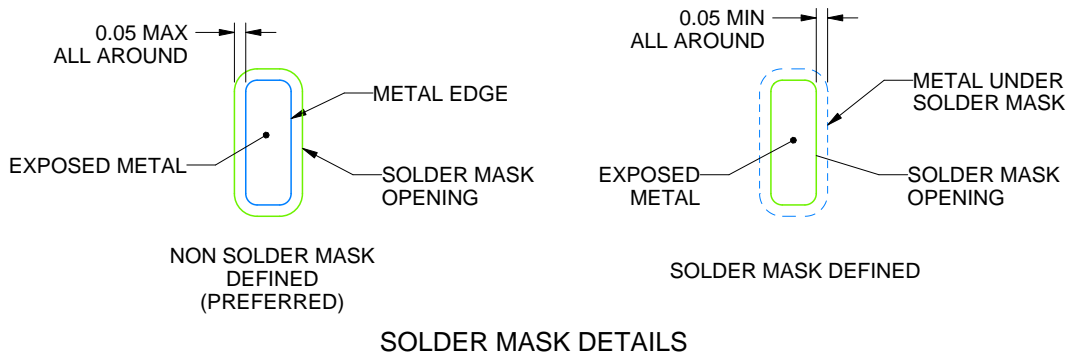 0.05 MAX
ALL AROUND
METAL EDGE
EXPOSED METAL
SOLDER MASK
OPENING
NON SOLDER MASK
DEFINED
(PREFERRED)
0.05 MIN
ALL AROUND
METAL UNDER
SOLDER MASK
EXPOSED
METAL
SOLDER MASK
OPENING
SOLDER MASK DEFINED
SOLDER MASK DETAILS